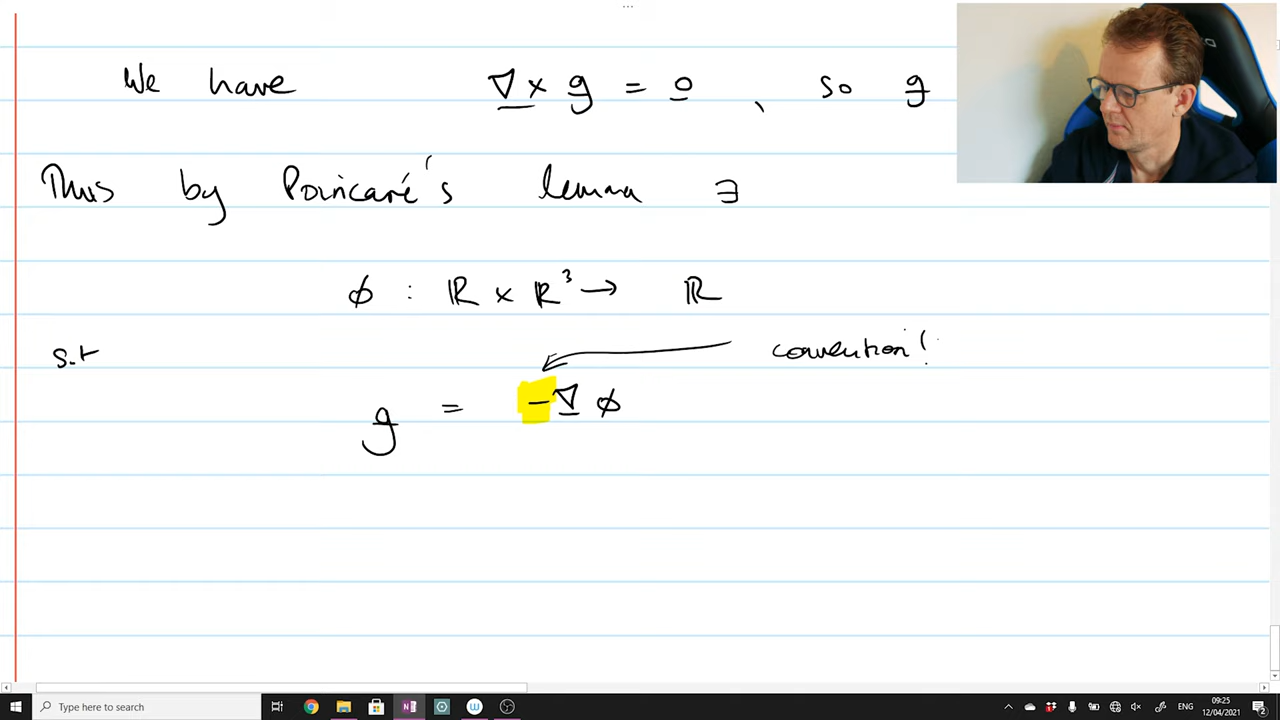 We have ∇ × g = 0 , so g
Thus by Poincaré's lemma ∃
φ : ℝ × ℝ³ → ℝ
s.t convention!
g = -∇φ
Type here to search
ENG
09:25
12/04/2021
2